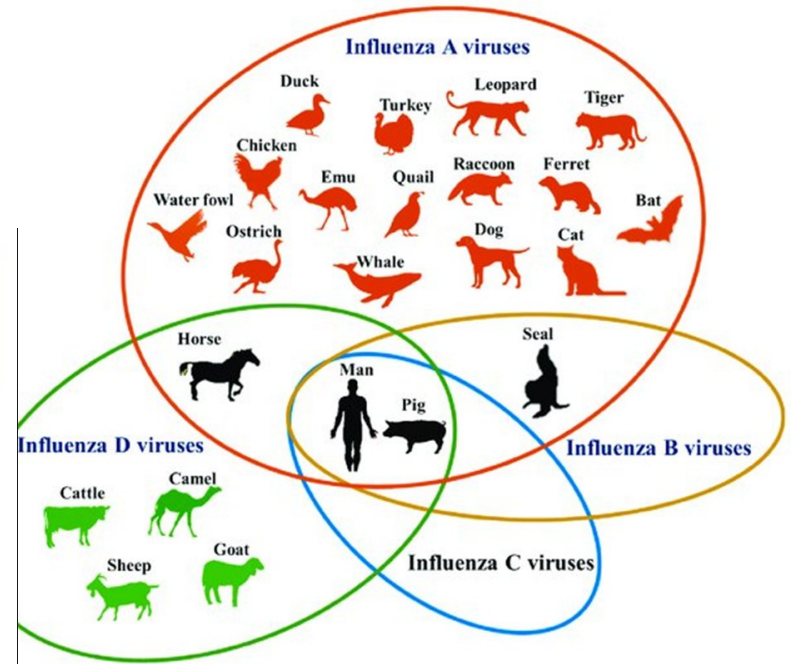 Influenza A viruses
Duck
Leopard
Turkey
Tiger
Chicken
Emu
Quail
Raccoon
Ferret
Water fowl
Bat
Ostrich
Dog
Cat
Whale
Horse
Seal
Man
Pig
Influenza D viruses
Influenza B viruses
Cattle
Camel
Sheep
Goat
Influenza C viruses